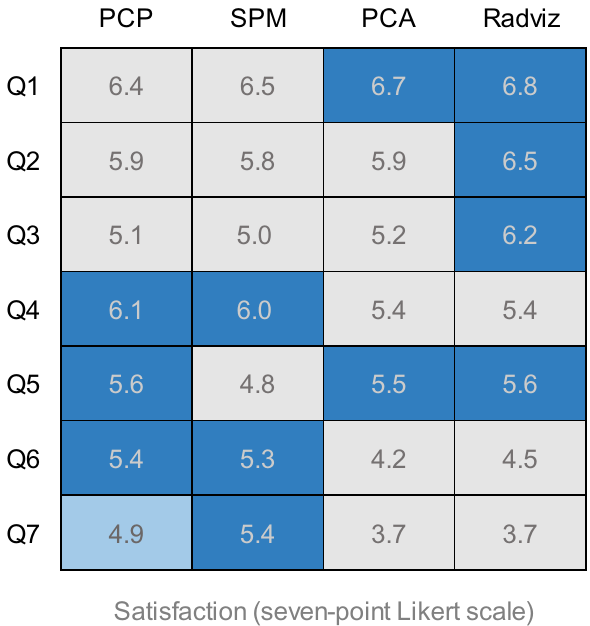 PCP SPM PCA Radviz
Q1 6.4 6.5 6.7 6.8
Q2 5.9 5.8 5.9 6.5
Q3 5.1 5.0 5.2 6.2
Q4 6.1 6.0 5.4 5.4
Q5 5.6 4.8 5.5 5.6
Q6 5.4 5.3 4.2 4.5
Q7 4.9 5.4 3.7 3.7
Satisfaction (seven-point Likert scale)